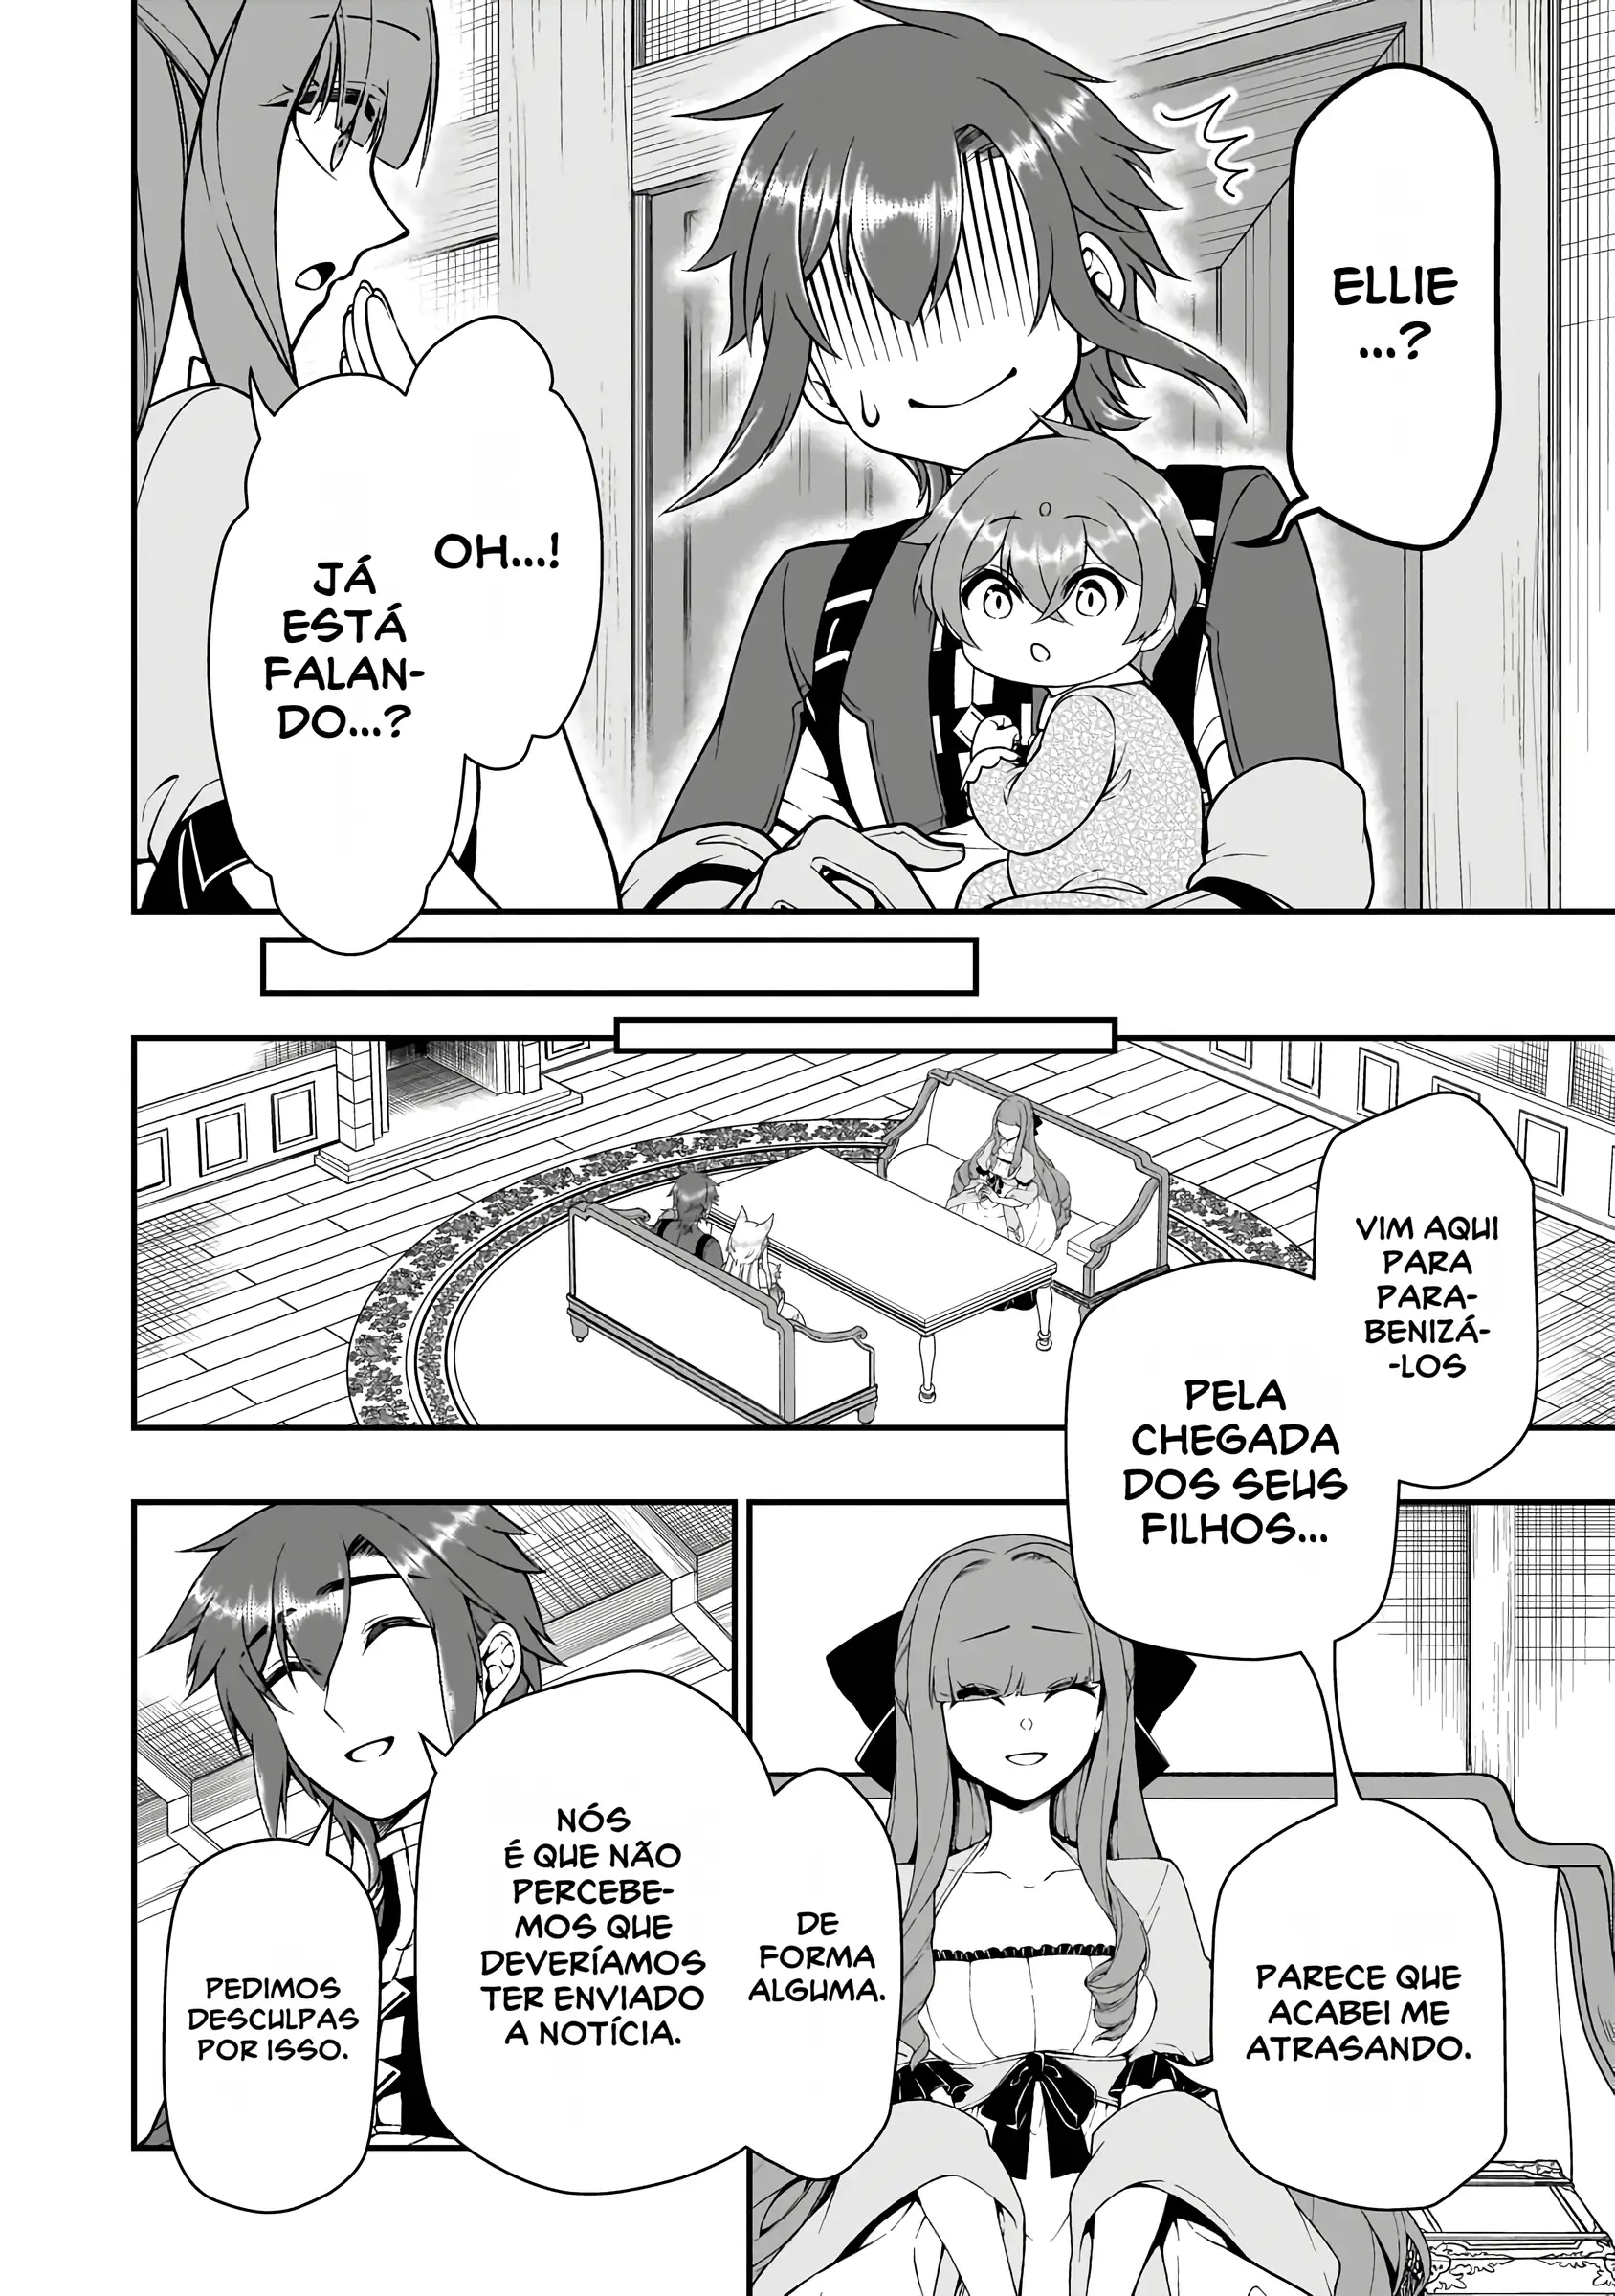 ELLIE
...?
OH...!
JÁ
ESTÁ
FALAN-
DO...?
VIM AQUI
PARA
PARA-
BENIZÁ-
-LOS
PELA
CHEGADA
DOS SEUS
FILHOS...
PARECE QUE
ACABEI ME
ATRASANDO.
DE
FORMA
ALGUMA.
NÓS
É QUE NÃO
PERCEBE-
MOS QUE
DEVERÍAMOS
TER ENVIADO
A NOTÍCIA.
PEDIMOS
DESCULPAS
POR ISSO.